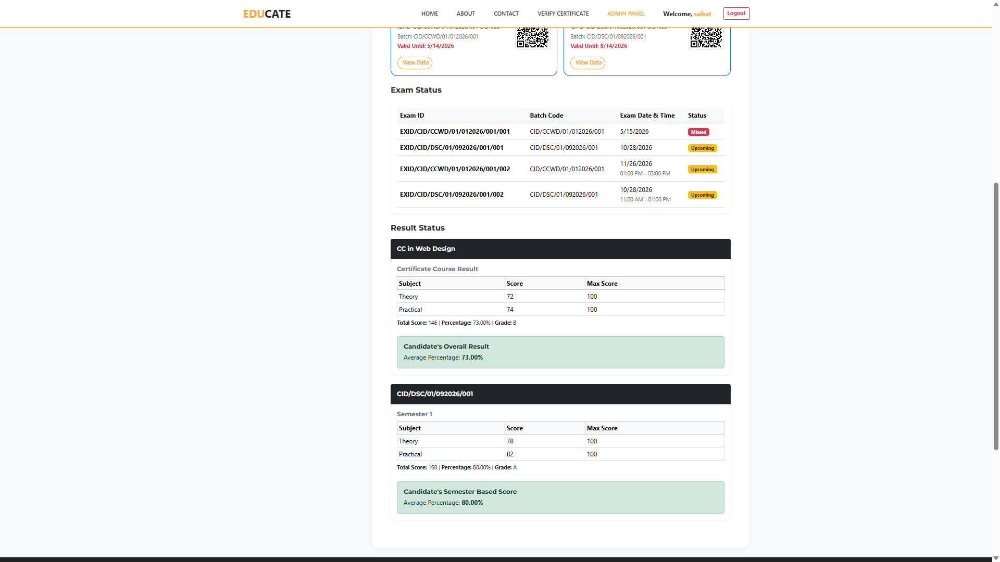 EDUCATE
HOME ABOUT CONTACT VERIFY CERTIFICATE ADMIN PANEL Welcome, saikat Logout
Batch: CID/CCWD/01/012026/001
Valid Until: 5/14/2026
View Data
Batch: CID/DSC/01/092026/001
Valid Until: 8/14/2026
View Data
Exam Status
Exam ID Batch Code Exam Date & Time Status
EXID/CID/CCWD/01/012026/001/001 CID/CCWD/01/012026/001 5/15/2026 Missed
EXID/CID/DSC/01/092026/001/001 CID/DSC/01/092026/001 10/28/2026 Upcoming
EXID/CID/CCWD/01/012026/001/002 CID/CCWD/01/012026/001 11/26/2026 Upcoming
01:00 PM - 03:00 PM
EXID/CID/DSC/01/092026/001/002 CID/DSC/01/092026/001 10/28/2026 Upcoming
11:00 AM - 01:00 PM
Result Status
CC in Web Design
Certificate Course Result
Subject Score Max Score
Theory 72 100
Practical 74 100
Total Score: 146 | Percentage: 73.00% | Grade: B
Candidate's Overall Result
Average Percentage: 73.00%
CID/DSC/01/092026/001
Semester 1
Subject Score Max Score
Theory 78 100
Practical 82 100
Total Score: 160 | Percentage: 80.00% | Grade: A
Candidate's Semester Based Score
Average Percentage: 80.00%